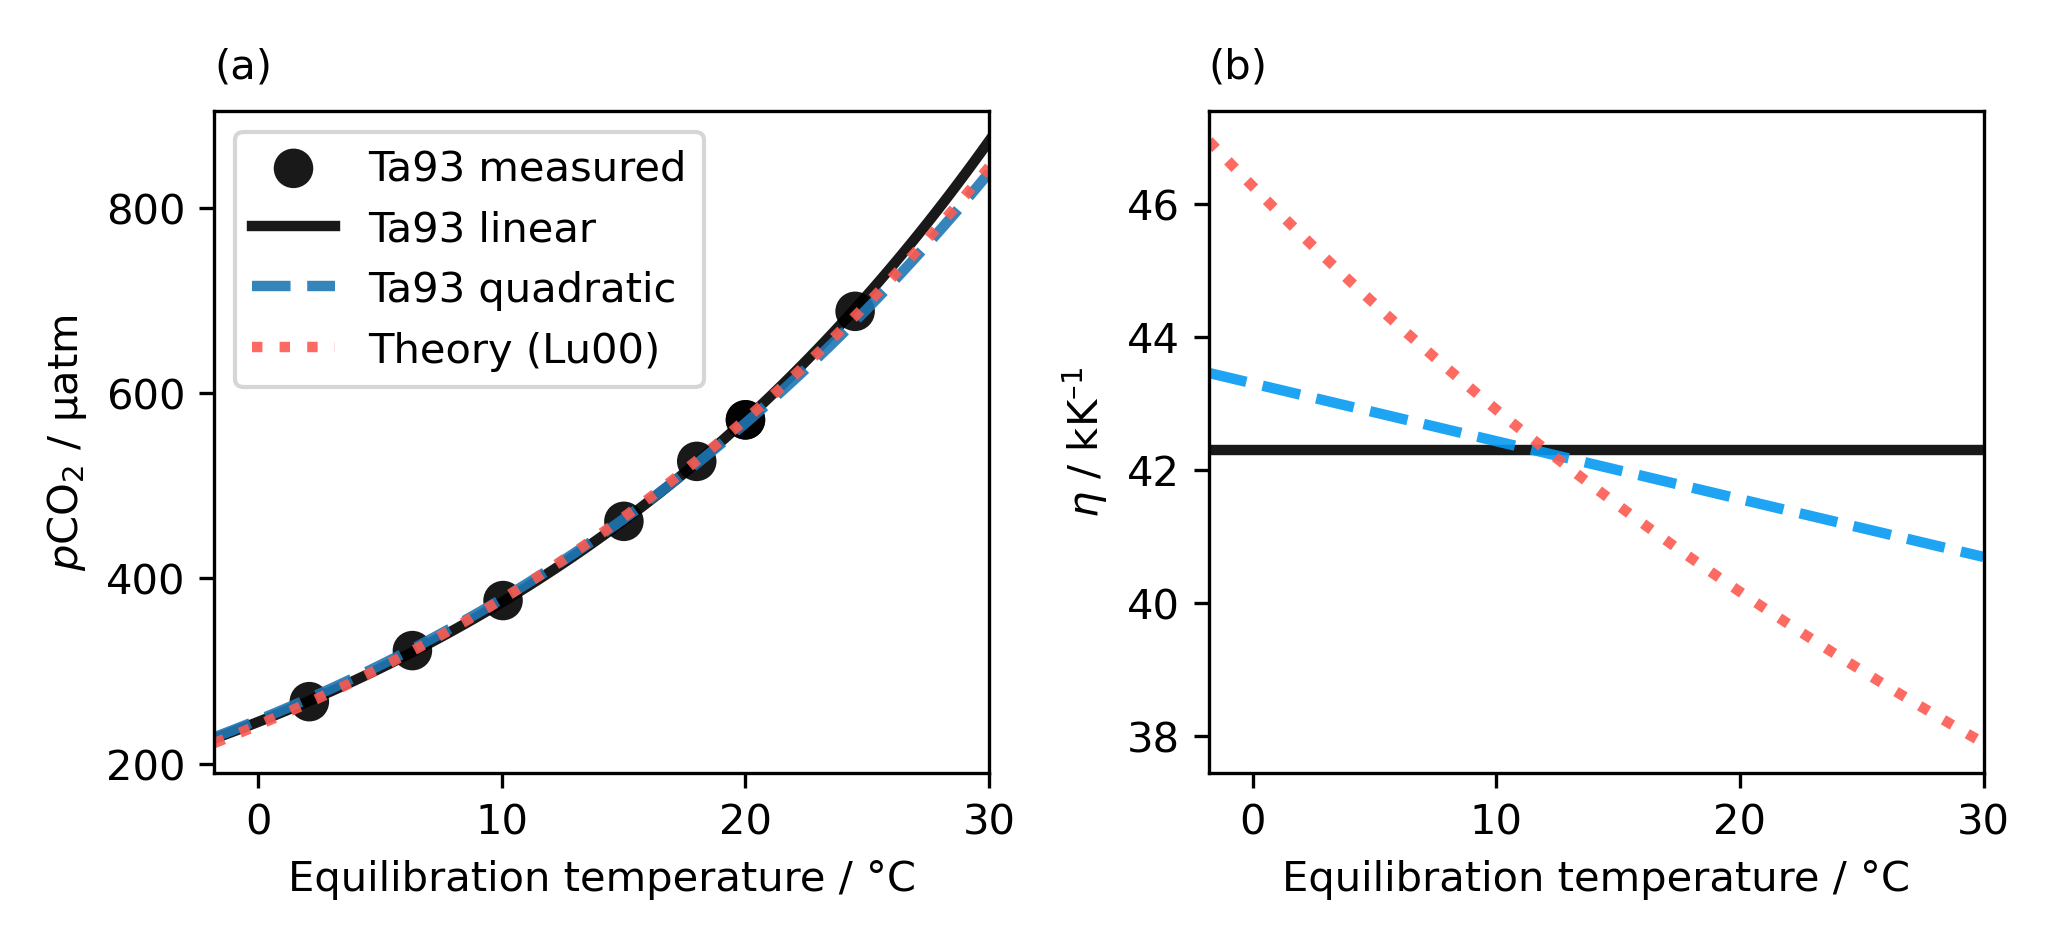 (a)
Ta93 measured
Ta93 linear
Ta93 quadratic
Theory (Lu00)
800
600
400
200
pCO₂ / µatm
0 10 20 30
Equilibration temperature / °C
(b)
46
44
42
40
38
η / kK⁻¹
0 10 20 30
Equilibration temperature / °C